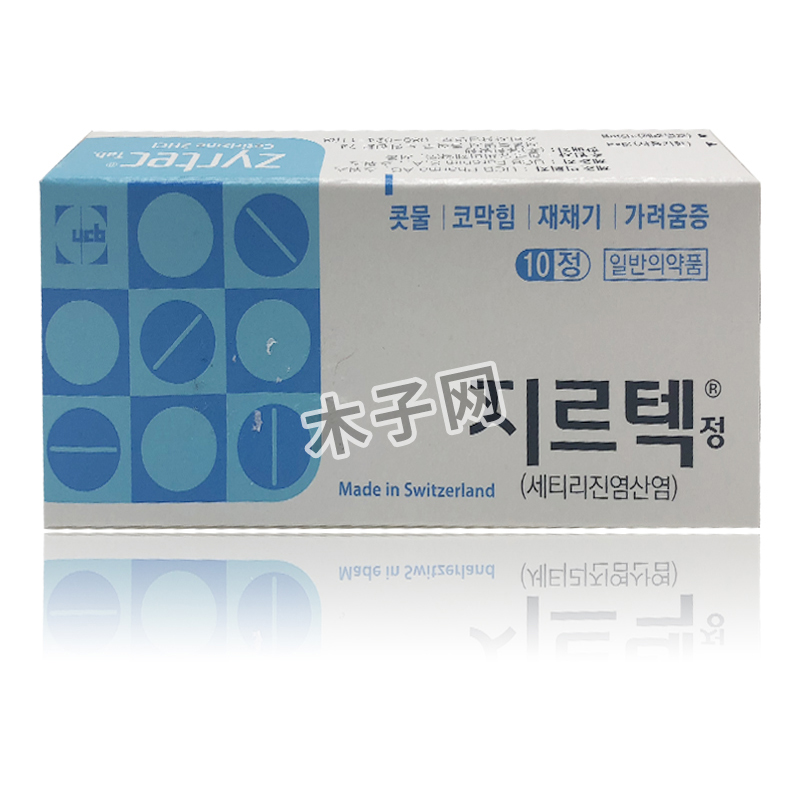 zyrtec® Tab.
ucb
콧물 | 코막힘 | 재채기 | 가려움증
10정 일반의약품
지르텍®정
木子网
Made in Switzerland (세티리진염산염)